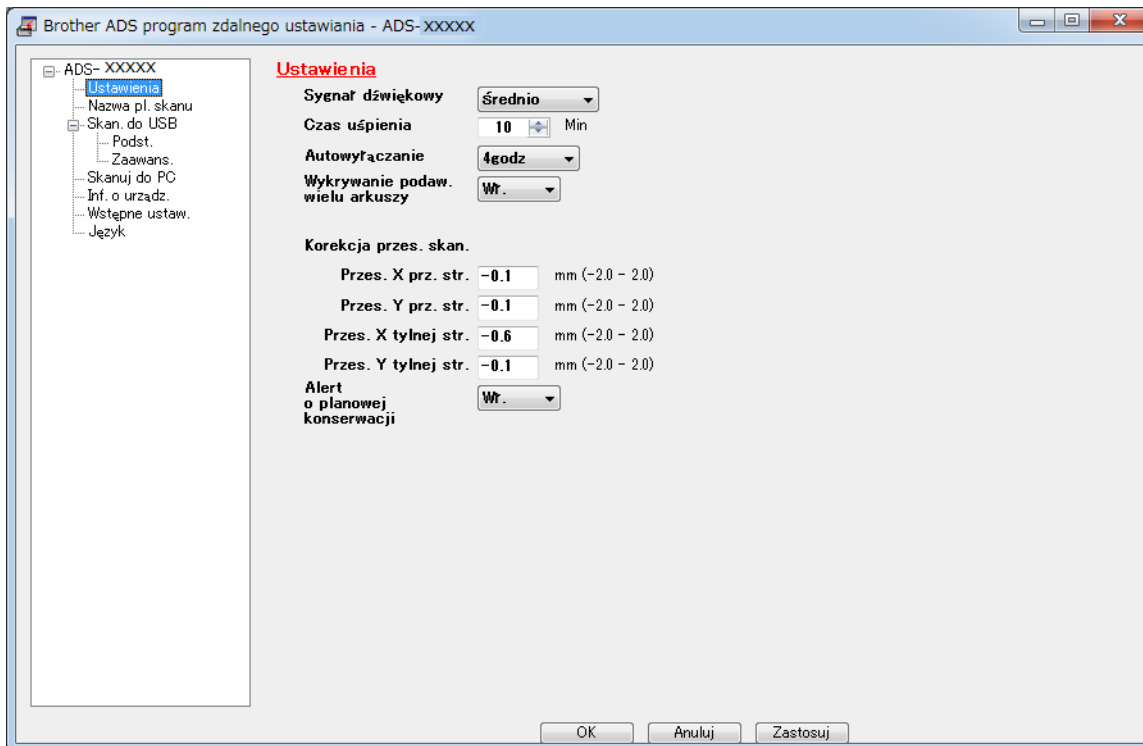 Brother ADS program zdalnego ustawiania - ADS-XXXXX
ADS- XXXXX
Ustawienia
Nazwa pl. skanu
Skan. do USB
Podst.
Zaawans.
Skanuj do PC
Inf. o urządz.
Wstępne ustaw.
Język
Ustawienia
Sygnał dźwiękowy Średnio
Czas uśpienia 10 Min
Autowyłączanie 4godz
Wykrywanie podaw.
wielu arkuszy Wł.
Korekcja przes. skan.
Przes. X prz. str. -0.1 mm (-2.0 - 2.0)
Przes. Y prz. str. -0.1 mm (-2.0 - 2.0)
Przes. X tylnej str. -0.6 mm (-2.0 - 2.0)
Przes. Y tylnej str. -0.1 mm (-2.0 - 2.0)
Alert
o planowej
konserwacji Wł.
OK Anuluj Zastosuj